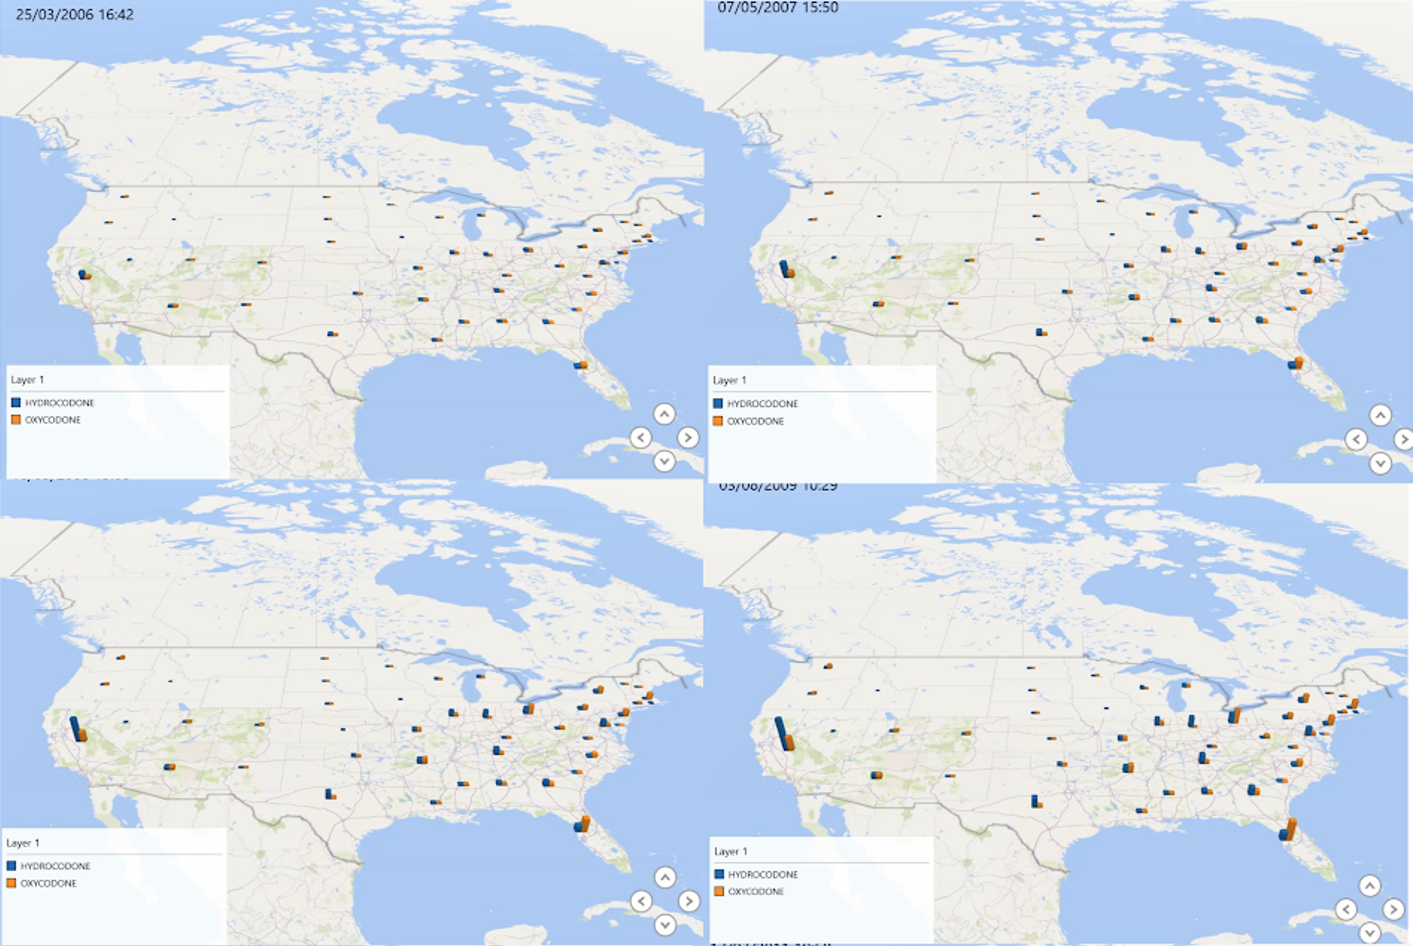 25/03/2006 16:42
07/05/2007 15:50
Layer 1
HYDROCODONE
OXYCODONE
Layer 1
HYDROCODONE
OXYCODONE
03/08/2009 10:29
Layer 1
HYDROCODONE
OXYCODONE
Layer 1
HYDROCODONE
OXYCODONE